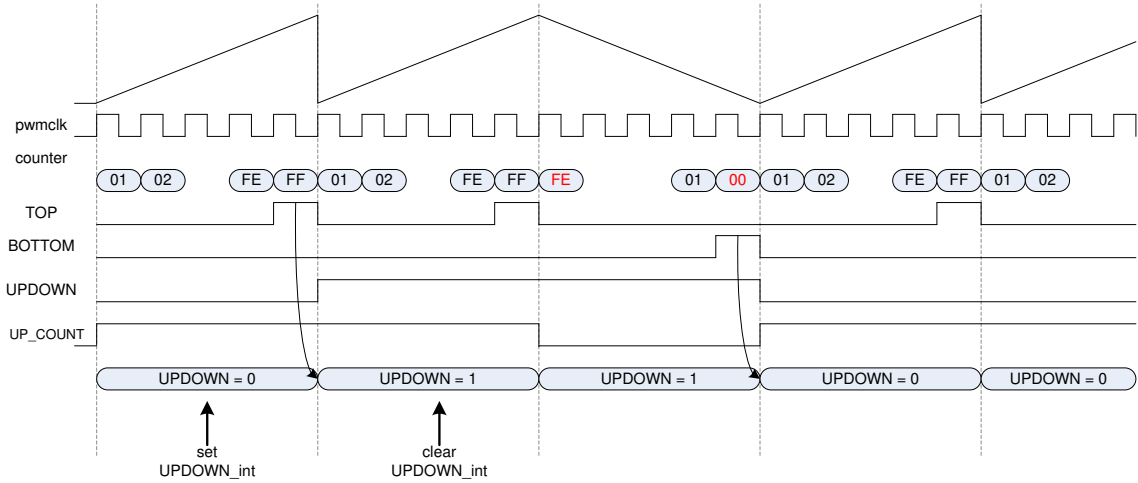 pwmclk
counter
01 02 FE FF 01 02 FE FF FE 01 00 01 02 FE FF 01 02
TOP
BOTTOM
UPDOWN
UP_COUNT
UPDOWN = 0 UPDOWN = 1 UPDOWN = 1 UPDOWN = 0 UPDOWN = 0
set
UPDOWN_int
clear
UPDOWN_int